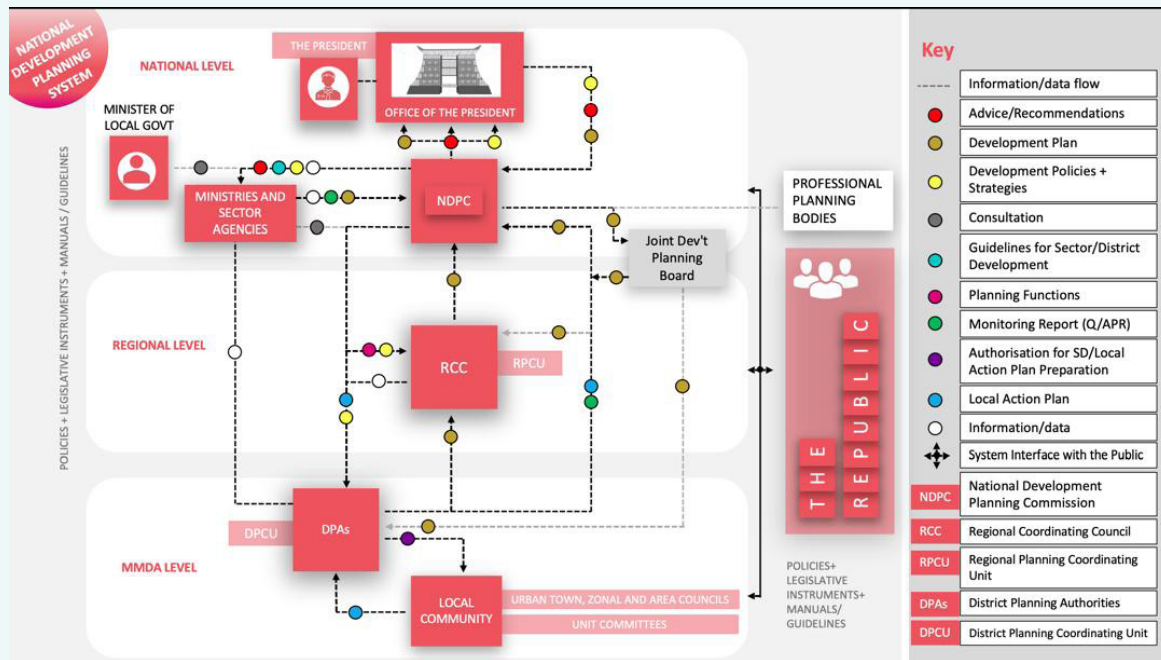 NATIONAL
DEVELOPMENT
PLANNING
SYSTEM
NATIONAL LEVEL
THE PRESIDENT
OFFICE OF THE PRESIDENT
MINISTER OF
LOCAL GOVT
MINISTRIES AND
SECTOR
AGENCIES
NDPC
Joint Dev't
Planning
Board
PROFESSIONAL
PLANNING
BODIES
POLICIES + LEGISLATIVE INSTRUMENTS + MANUALS / GUIDELINES
REGIONAL LEVEL
RCC
RPCU
THE
REPUBLIC
MMDA LEVEL
DPCU
DPAs
LOCAL
COMMUNITY
URBAN TOWN, ZONAL AND AREA COUNCILS
UNIT COMMITTEES
POLICIES+
LEGISLATIVE
INSTRUMENTS+
MANUALS/
GUIDELINES
Key
Information/data flow
Advice/Recommendations
Development Plan
Development Policies +
Strategies
Consultation
Guidelines for Sector/District
Development
Planning Functions
Monitoring Report (Q/APR)
Authorisation for SD/Local
Action Plan Preparation
Local Action Plan
Information/data
System Interface with the Public
NDPC
National Development
Planning Commission
RCC
Regional Coordinating Council
RPCU
Regional Planning Coordinating
Unit
DPAs
District Planning Authorities
DPCU
District Planning Coordinating Unit